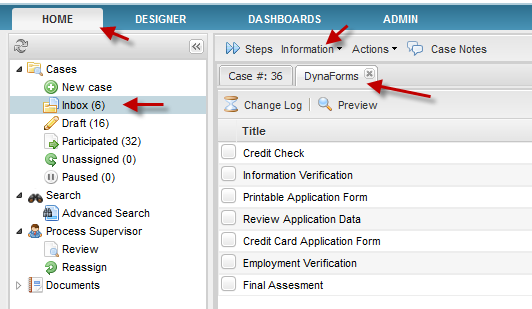 HOME DESIGNER DASHBOARDS ADMIN
Cases
New case
Inbox (6)
Draft (16)
Participated (32)
Unassigned (0)
Paused (0)
Search
Advanced Search
Process Supervisor
Review
Reassign
Documents
Steps Information Actions Case Notes
Case #: 36 DynaForms
Change Log Preview
Title
Credit Check
Information Verification
Printable Application Form
Review Application Data
Credit Card Application Form
Employment Verification
Final Assesment